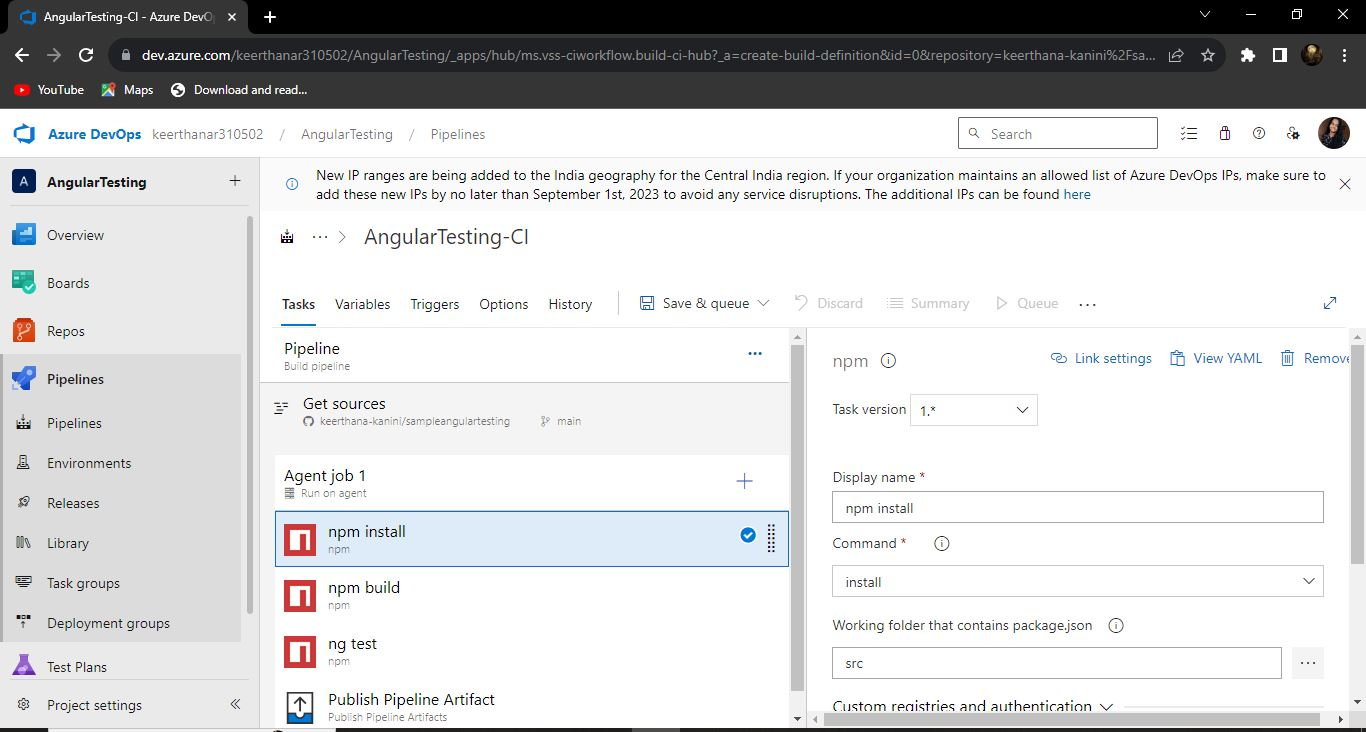 AngularTesting-CI - Azure DevO
dev.azure.com/keerthanar310502/AngularTesting/_apps/hub/ms.vss-ciworkflow.build-ci-hub?_a=create-build-definition&id=0&repository=keerthana-kanini%2Fsa...
YouTube Maps Download and read...
Azure DevOps keerthanar310502 / AngularTesting / Pipelines
Search
A AngularTesting
Overview
Boards
Repos
Pipelines
Pipelines
Environments
Releases
Library
Task groups
Deployment groups
Test Plans
Project settings
New IP ranges are being added to the India geography for the Central India region. If your organization maintains an allowed list of Azure DevOps IPs, make sure to
add these new IPs by no later than September 1st, 2023 to avoid any service disruptions. The additional IPs can be found here
... > AngularTesting-CI
Tasks Variables Triggers Options History Save & queue Discard Summary Queue ...
Pipeline
Build pipeline
Get sources
keerthana-kanini/sampleangulartesting main
Agent job 1
Run on agent
npm install
npm
npm build
npm
ng test
npm
Publish Pipeline Artifact
Publish Pipeline Artifacts
npm Link settings View YAML Remove
Task version 1.*
Display name *
npm install
Command *
install
Working folder that contains package.json
src
Custom registries and authentication